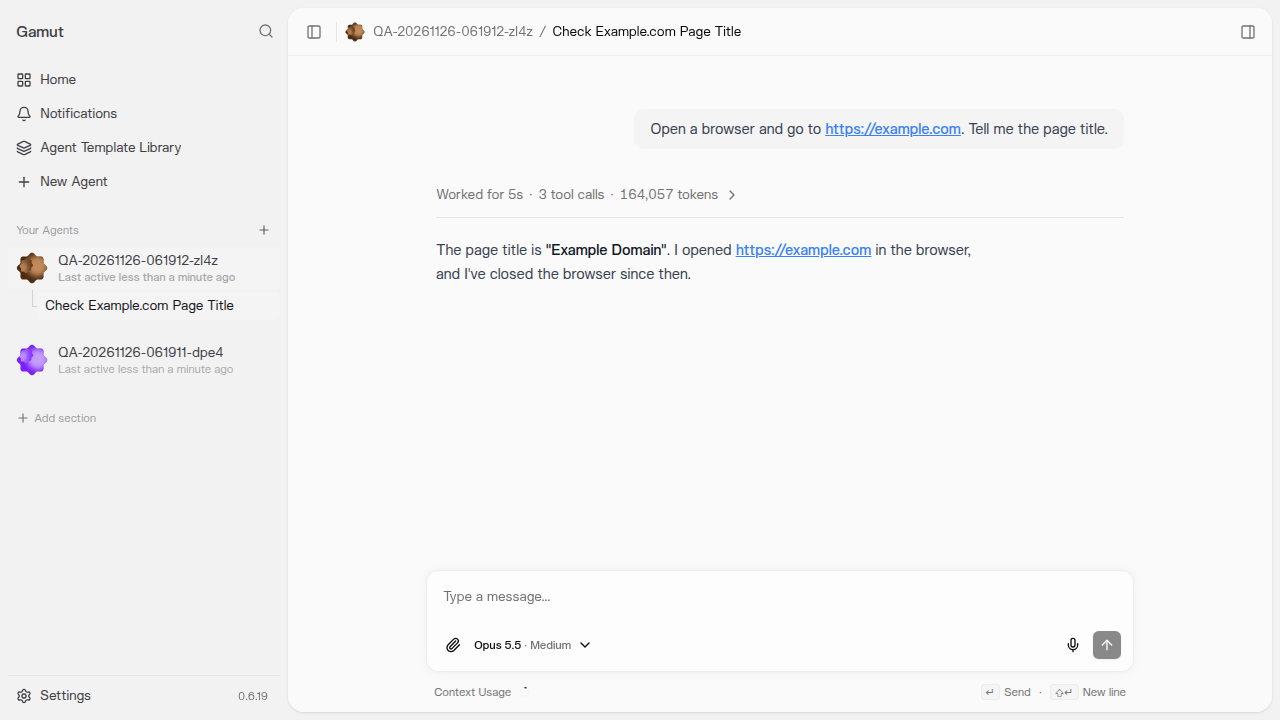 Gamut
Home
Notifications
Agent Template Library
New Agent
Your Agents
QA-20261126-061912-zl4z
Last active less than a minute ago
Check Example.com Page Title
QA-20261126-061911-dpe4
Last active less than a minute ago
Add section
Settings
0.6.19
QA-20261126-061912-zl4z / Check Example.com Page Title
Open a browser and go to https://example.com. Tell me the page title.
Worked for 5s · 3 tool calls · 164,057 tokens
The page title is "Example Domain". I opened https://example.com in the browser,
and I've closed the browser since then.
Type a message...
Opus 5.5 · Medium
Context Usage
Send · New line